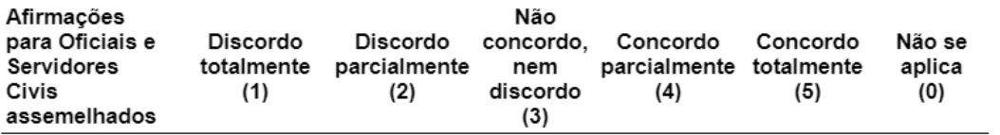 Afirmações
para Oficiais e
Servidores
Civis
assemelhados
Discordo
totalmente
(1)
Discordo
parcialmente
(2)
Não
concordo,
nem
discordo
(3)
Concordo
parcialmente
(4)
Concordo
totalmente
(5)
Não se
aplica
(0)